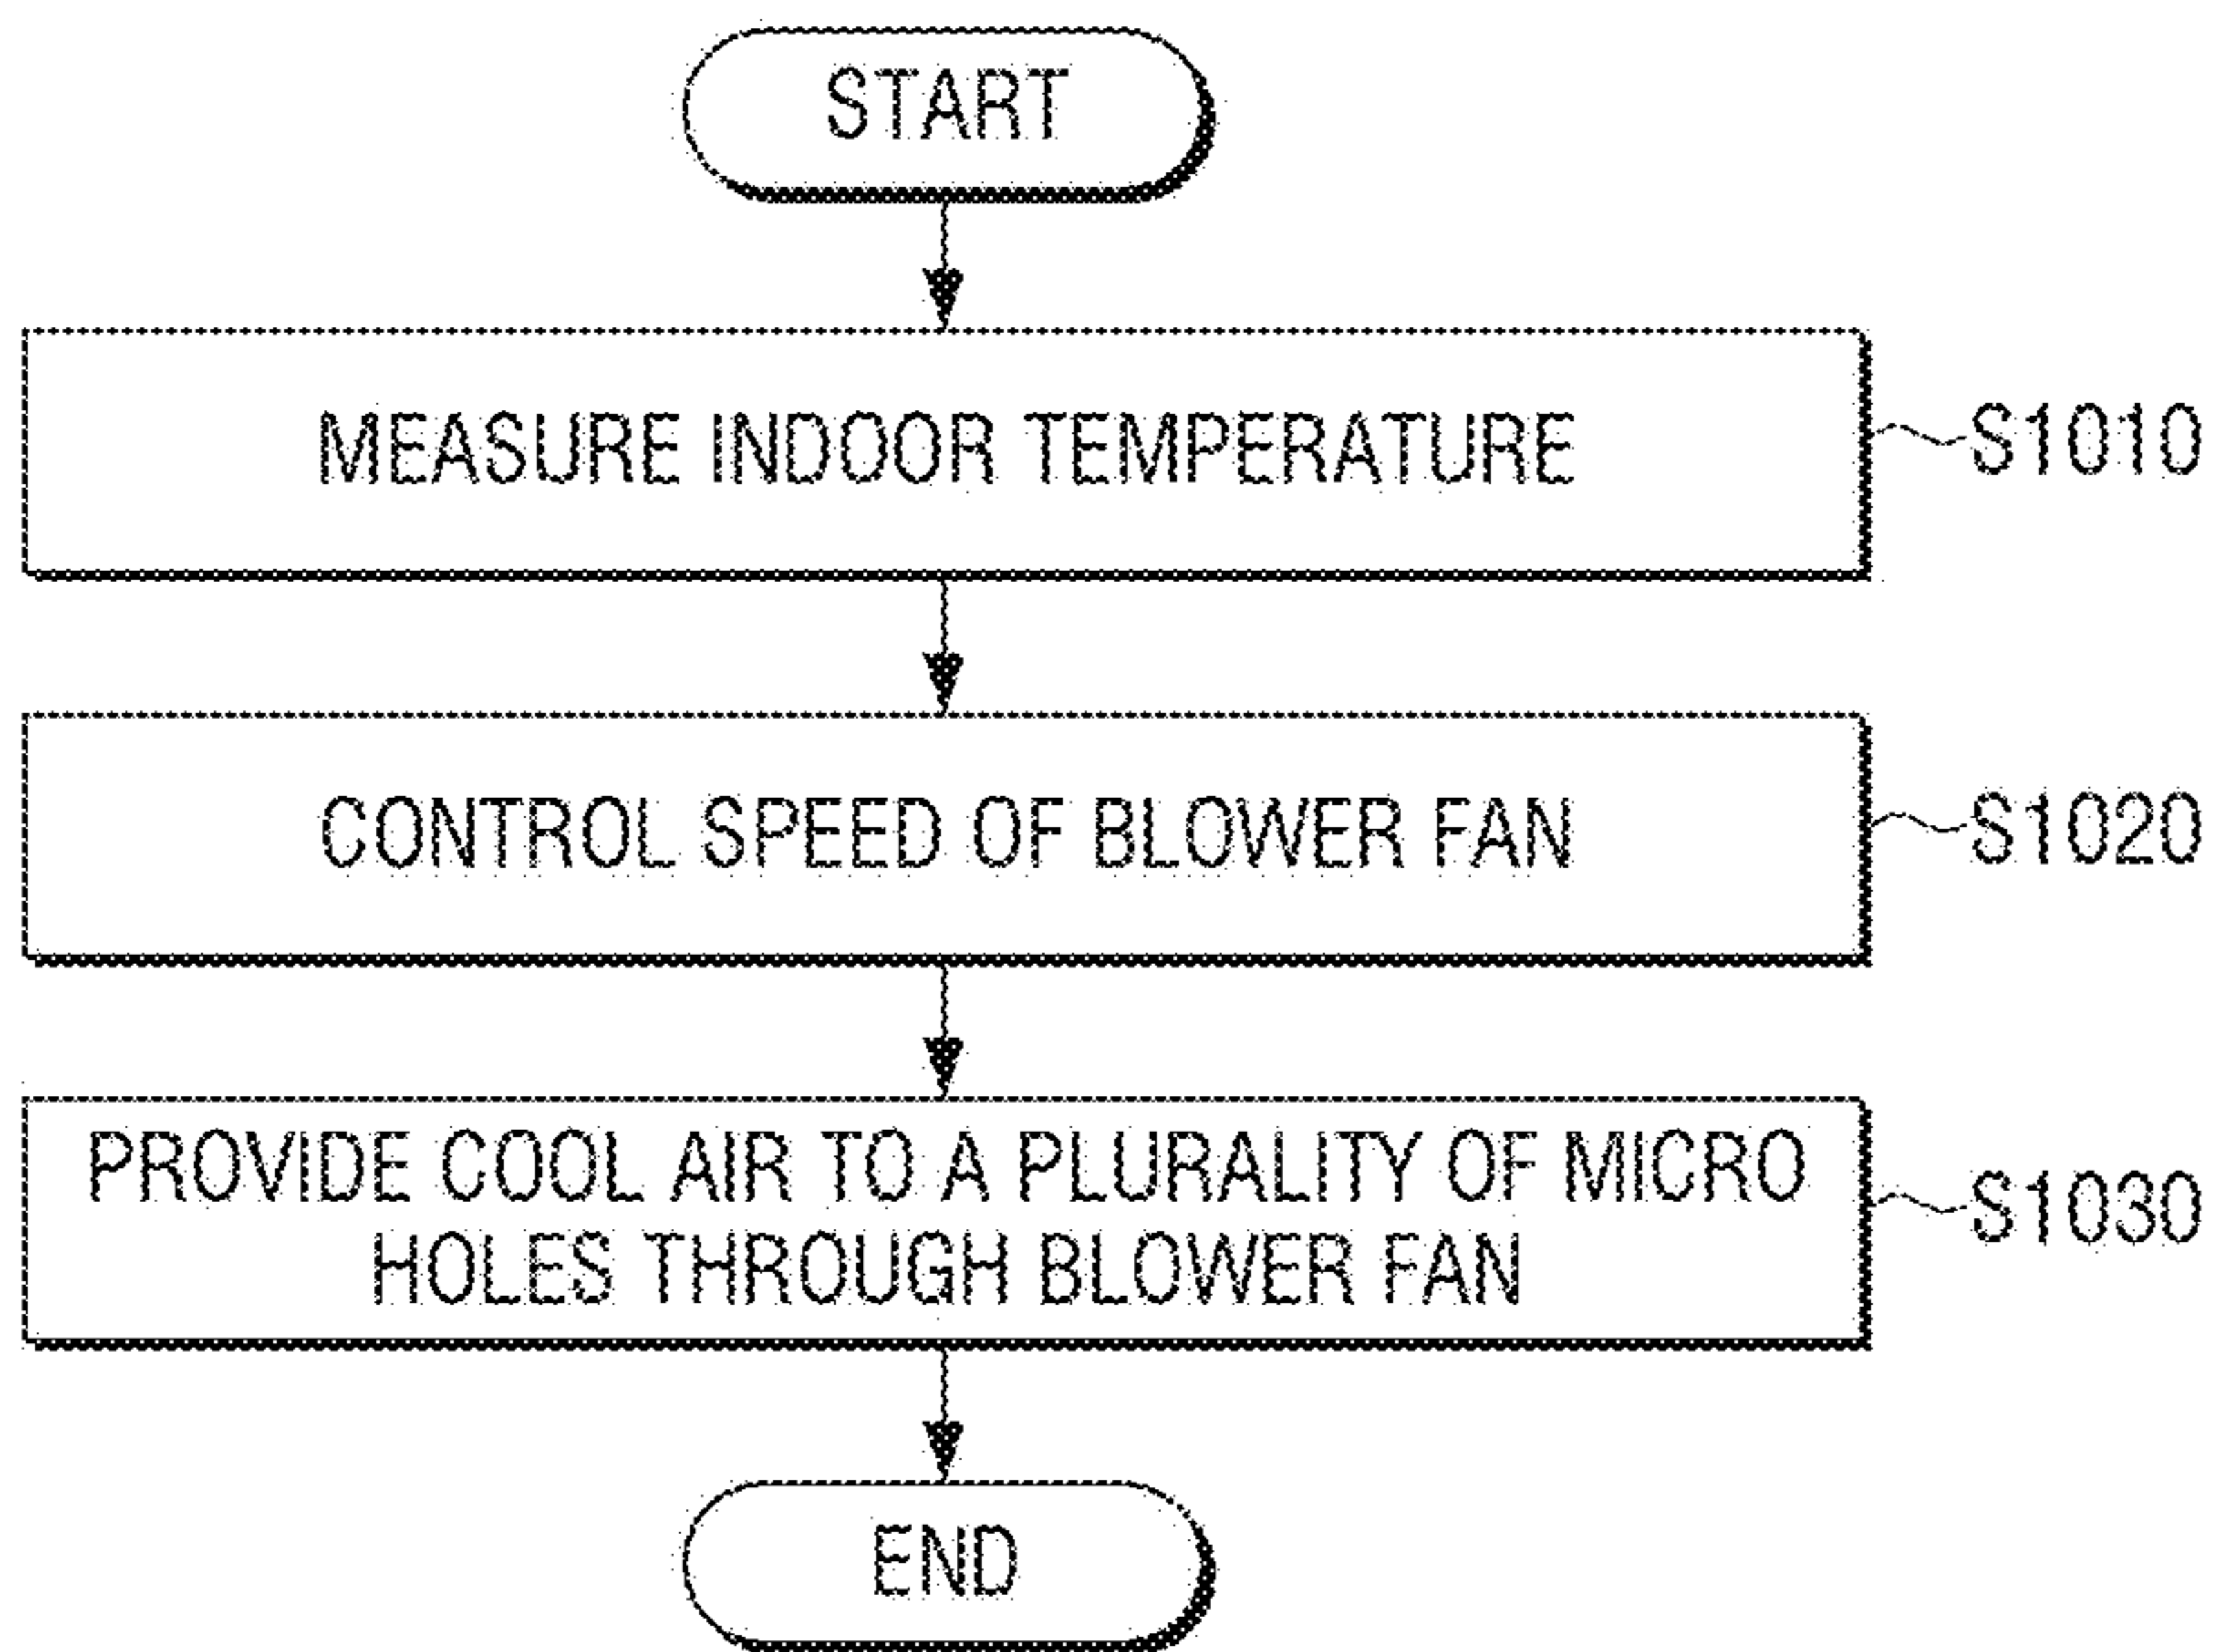 START
MEASURE INDOOR TEMPERATURE
S1010
CONTROL SPEED OF BLOWER FAN
S1020
PROVIDE COOL AIR TO A PLURALITY OF MICRO
HOLES THROUGH BLOWER FAN
S1030
END